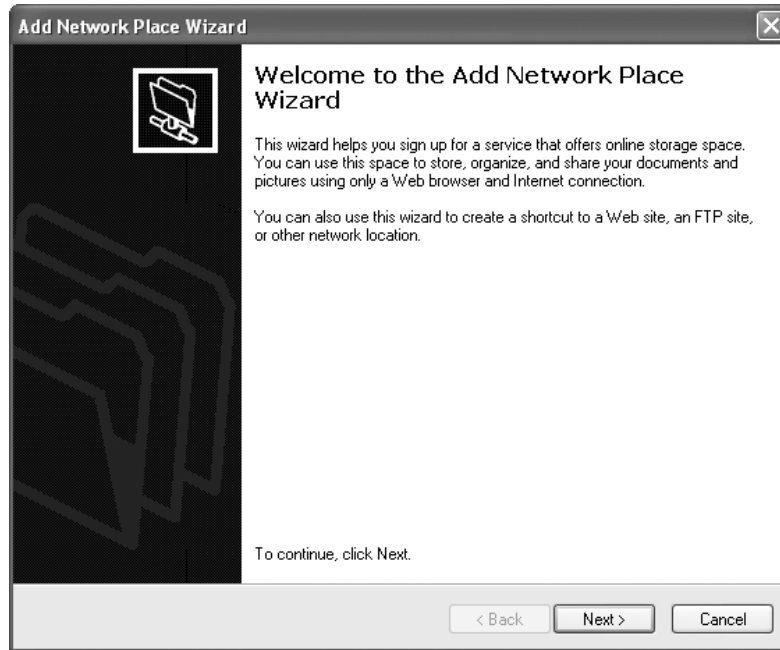 Add Network Place Wizard
Welcome to the Add Network Place
Wizard
This wizard helps you sign up for a service that offers online storage space.
You can use this space to store, organize, and share your documents and
pictures using only a Web browser and Internet connection.
You can also use this wizard to create a shortcut to a Web site, an FTP site,
or other network location.
To continue, click Next.
< Back Next > Cancel